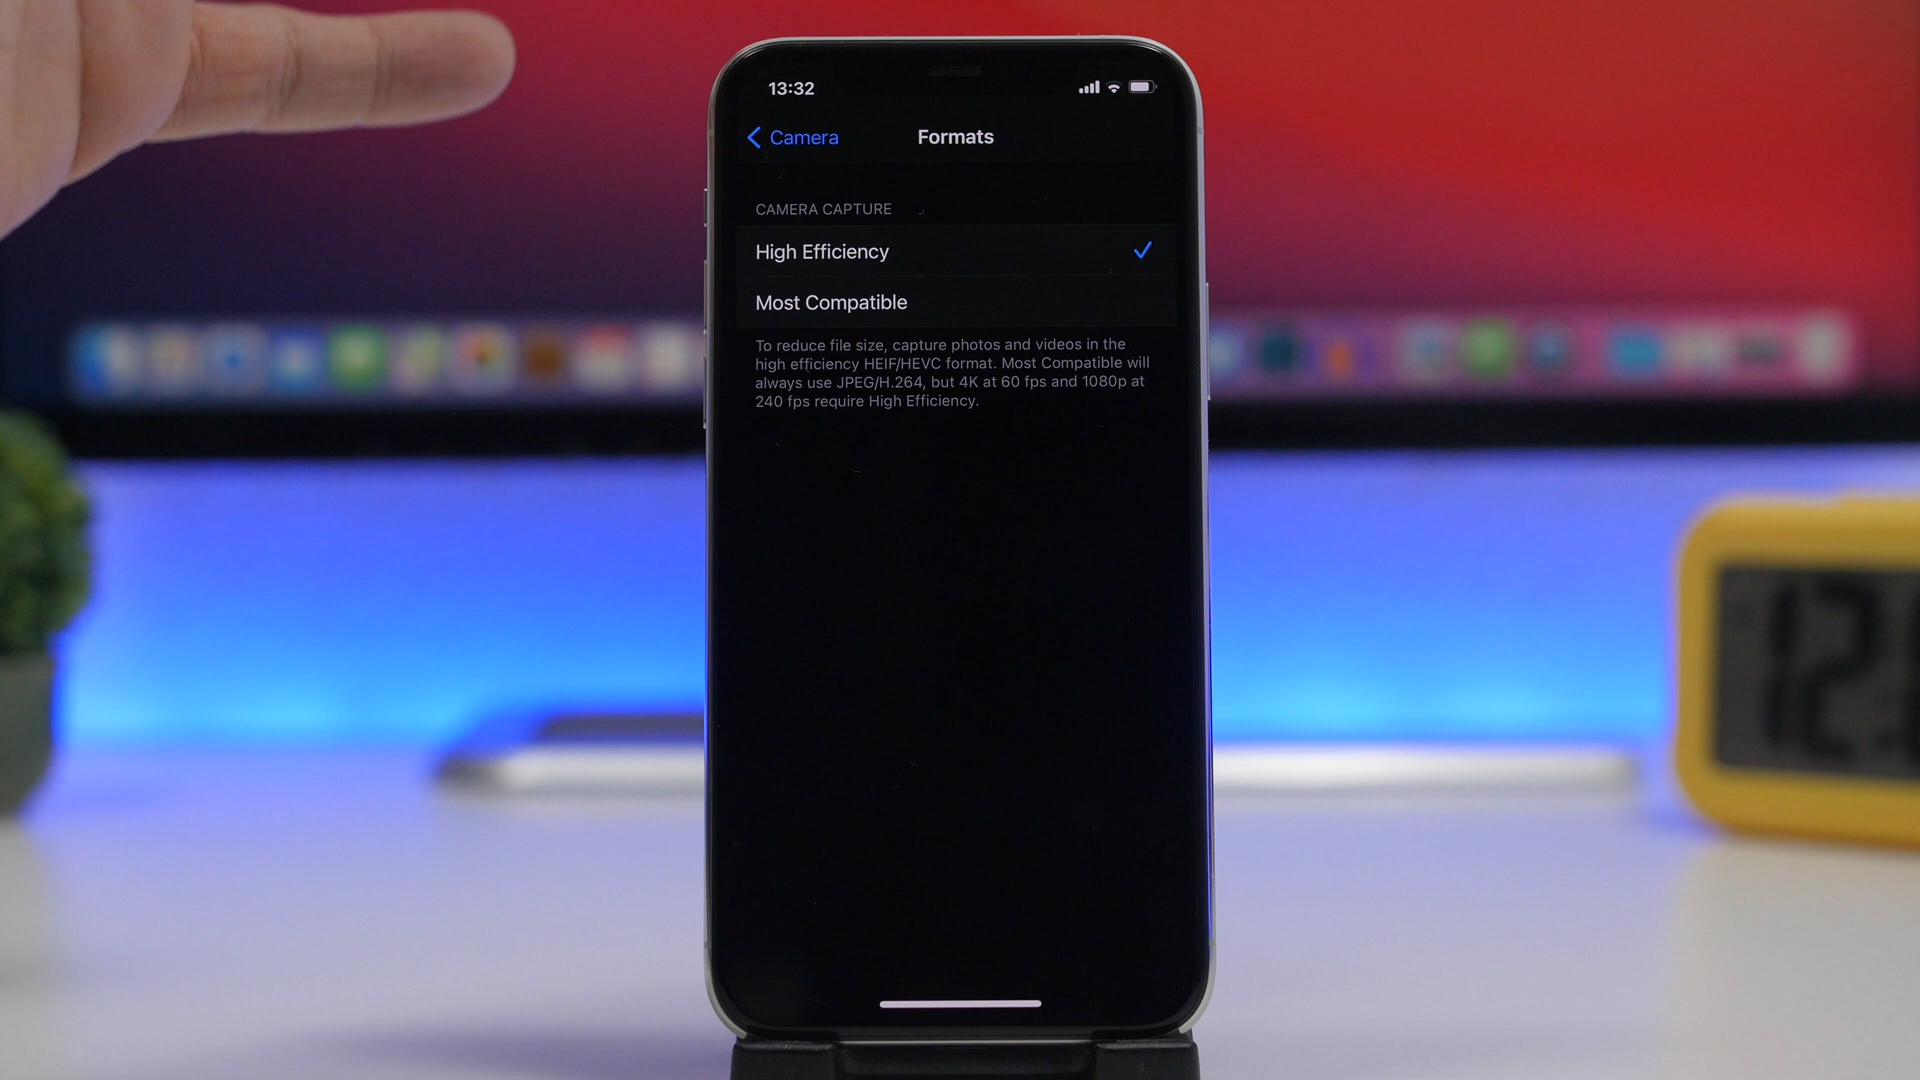 13:32
Camera
Formats
CAMERA CAPTURE
High Efficiency
Most Compatible
To reduce file size, capture photos and videos in the
high efficiency HEIF/HEVC format. Most Compatible will
always use JPEG/H.264, but 4K at 60 fps and 1080p at
240 fps require High Efficiency.
12: